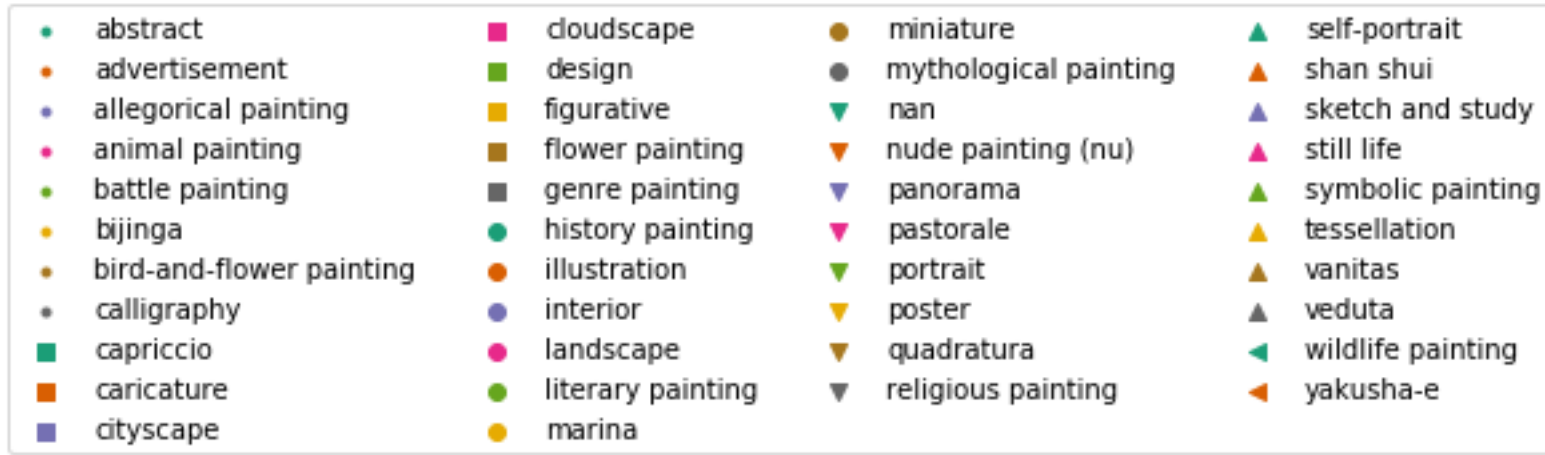 abstract
advertisement
allegorical painting
animal painting
battle painting
bijinga
bird-and-flower painting
calligraphy
capriccio
caricature
cityscape
cloudscape
design
figurative
flower painting
genre painting
history painting
illustration
interior
landscape
literary painting
marina
miniature
mythological painting
nan
nude painting (nu)
panorama
pastorale
portrait
poster
quadratura
religious painting
self-portrait
shan shui
sketch and study
still life
symbolic painting
tessellation
vanitas
veduta
wildlife painting
yakusha-e